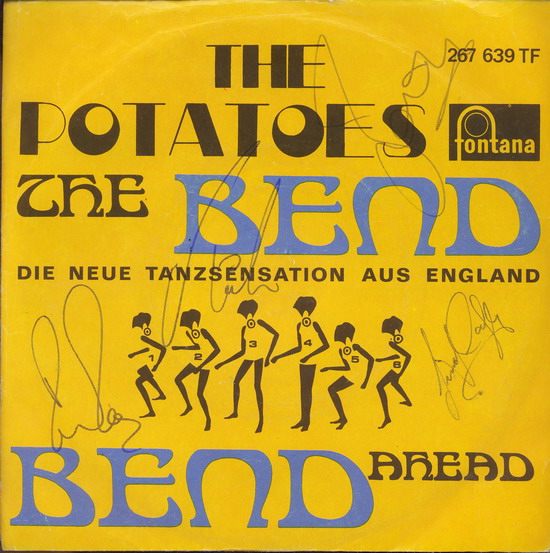 THE
267 639 TF
POTATOES
fontana
THE BEND
DIE NEUE TANZSENSATION AUS ENGLAND
1 2 3 4 5 6
BEND AHEAD